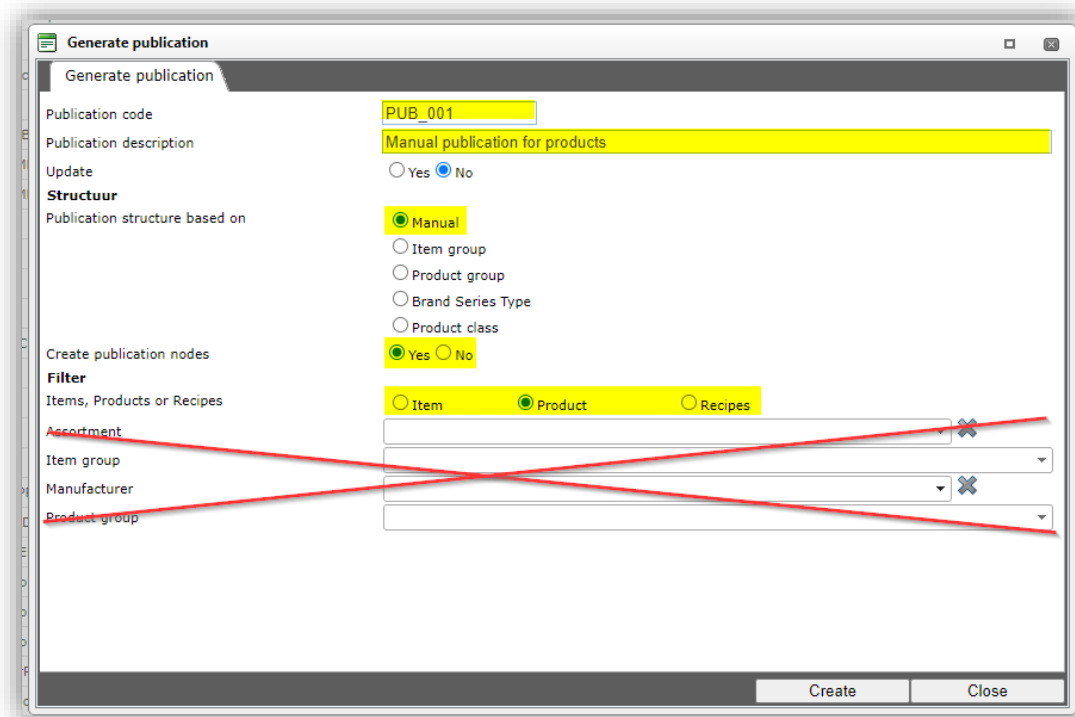 Generate publication
Generate publication
Publication code PUB_001
Publication description Manual publication for products
Update Yes No
Structuur
Publication structure based on Manual
Item group
Product group
Brand Series Type
Product class
Create publication nodes Yes No
Filter
Items, Products or Recipes Item Product Recipes
Assortment
Item group
Manufacturer
Product group
Create Close